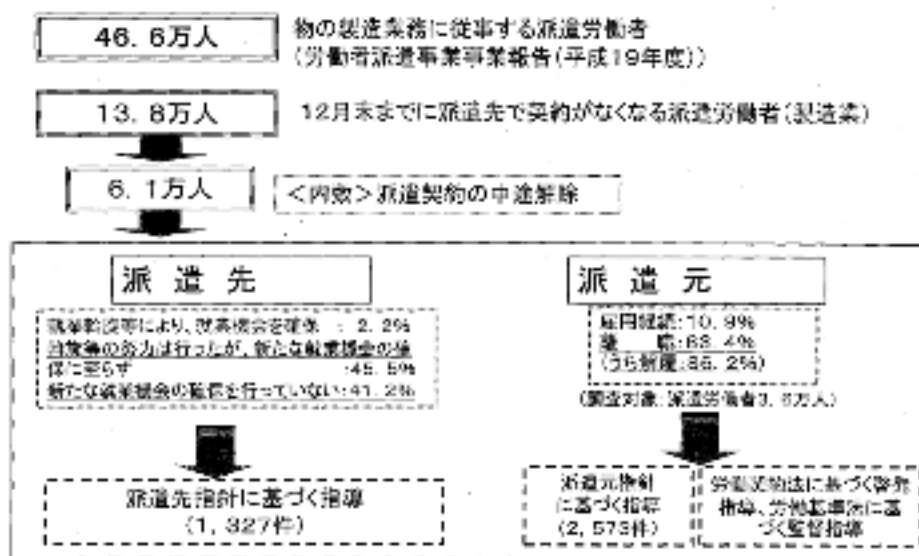 46.6万人
物の製造業務に従事する派遣労働者
(労働者派遣事業事業報告(平成19年度))
13.8万人
12月末までに派遣先で契約がなくなる派遣労働者(製造業)
6.1万人
<内数>派遣契約の中途解除
派遣先
就業斡旋等により、就業機会を確保 : 2.2%
斡旋等の努力は行ったが、新たな就業機会の確
保に至らず :45.5%
新たな就業機会の確保を行っていない:41.2%
派遣先指針に基づく指導
(1,327件)
派遣元
雇用継続:10.9%
離 職:83.4%
(うち解雇:86.2%)
(調査対象:派遣労働者3.6万人)
派遣元指針
に基づく指導
(2,573件)
労働契約法に基づく啓発
指導、労働基準法に基
づく監督指導